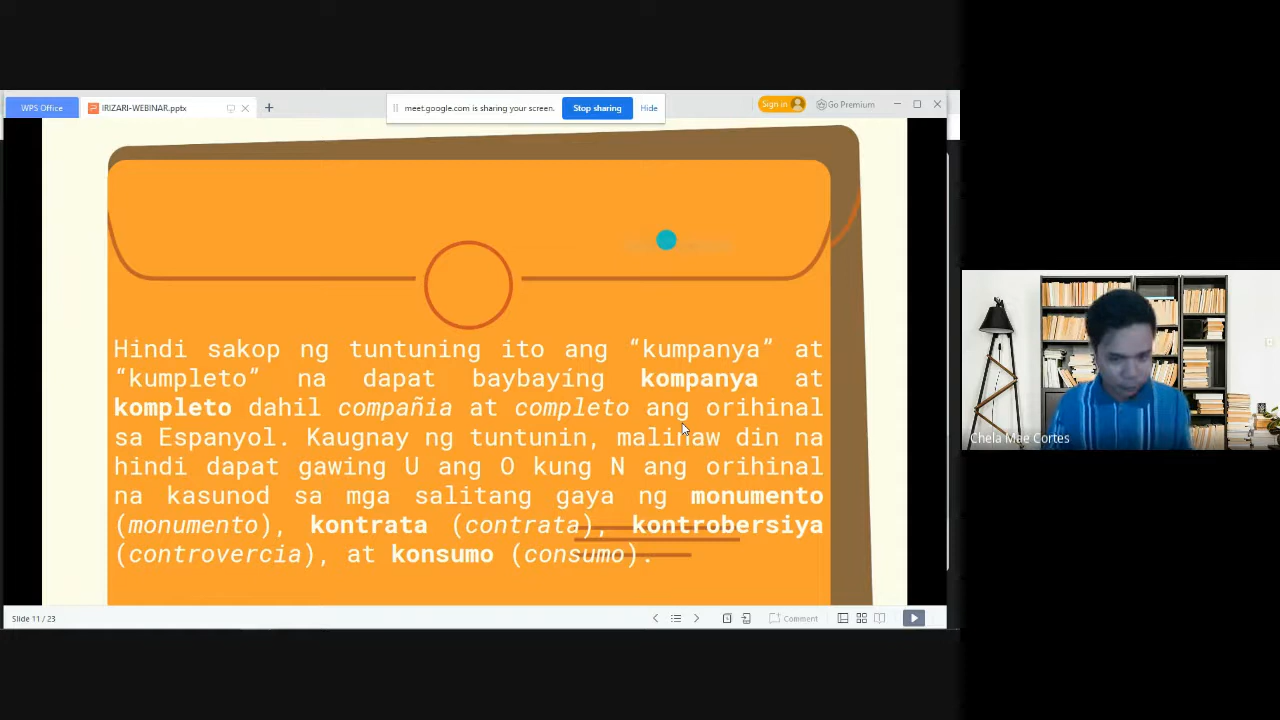 WPS Office
IRIZARI-WEBINAR.pptx
meet.google.com is sharing your screen.
Stop sharing
Hide
Sign in
Go Premium
Hindi sakop ng tuntuning ito ang “kumpanya” at
“kumpleto” na dapat baybayíng kompanya at
kompleto dahil compañia at completo ang orihinal
sa Espanyol. Kaugnay ng tuntunin, malinaw din na
hindi dapat gawing U ang O kung N ang orihinal
na kasunod sa mga salitang gaya ng monumento
(monumento), kontrata (contrata), kontrobersiya
(controvercia), at konsumo (consumo).
Chela Mae Cortes
Slide 11 / 23
Comment